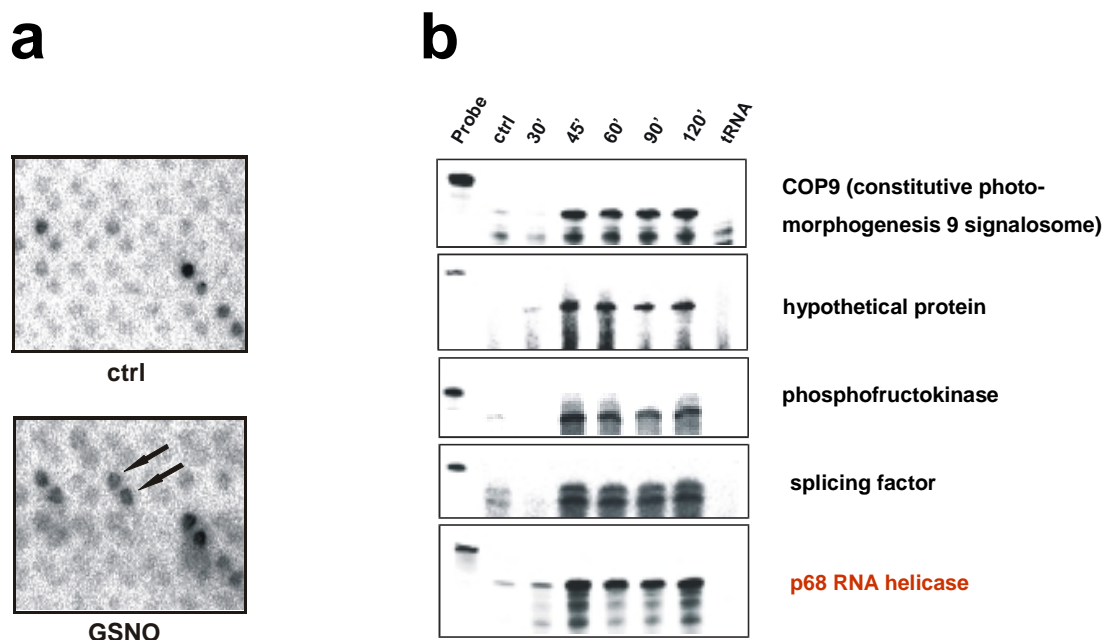 a
ctrl
GSNO
b
Probe
ctrl
30’
45’
60’
90’
120’
tRNA
COP9 (constitutive photo-
morphogenesis 9 signalosome)
hypothetical protein
phosphofructokinase
splicing factor
p68 RNA helicase